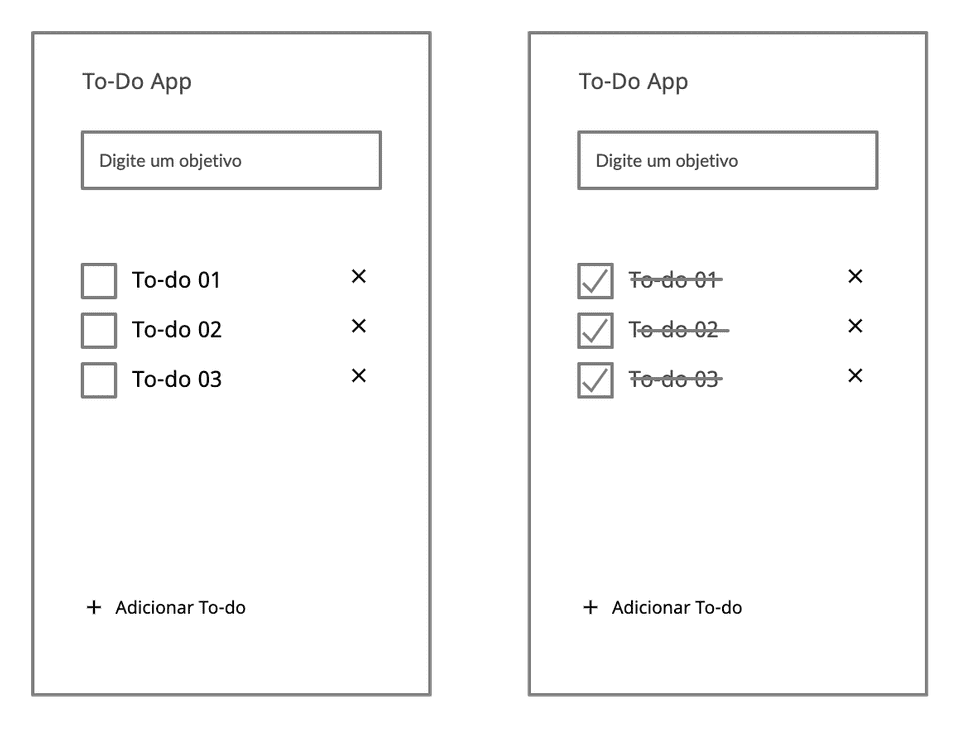 To-Do App
Digite um objetivo
To-do 01 ×
To-do 02 ×
To-do 03 ×
+ Adicionar To-do
To-Do App
Digite um objetivo
To-do 01 ×
To-do 02 ×
To-do 03 ×
+ Adicionar To-do